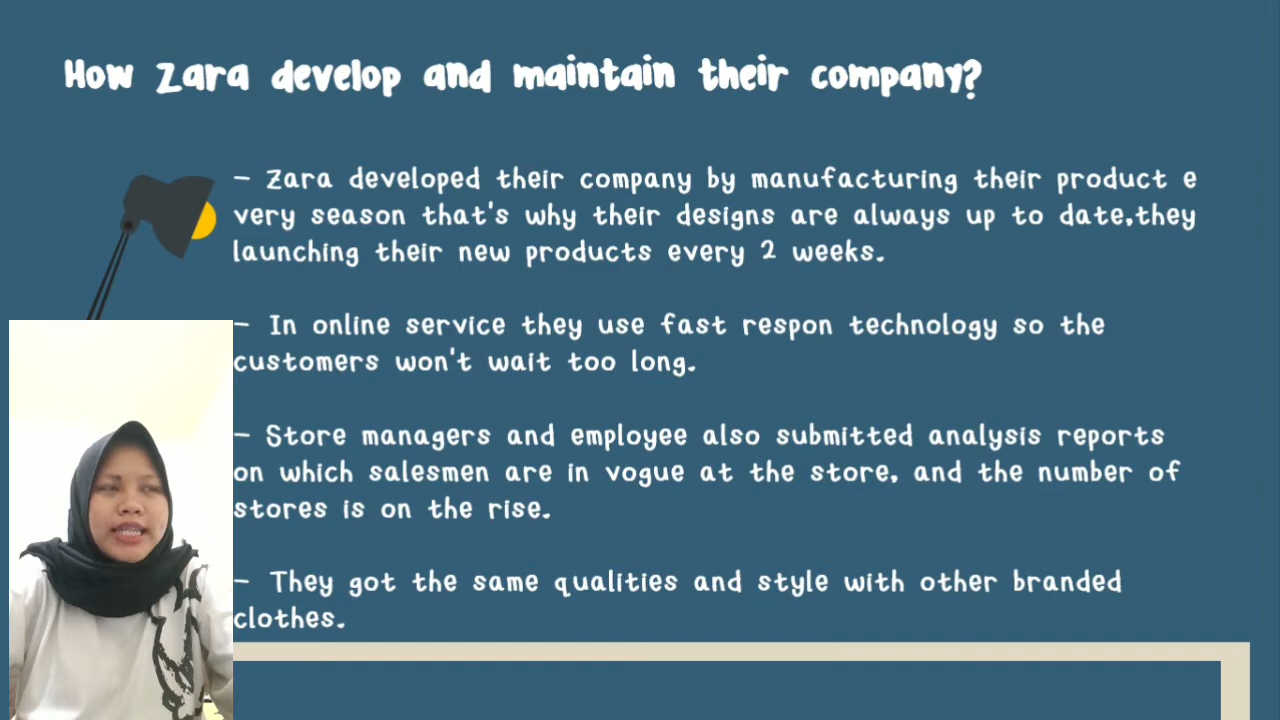 How Zara develop and maintain their company?
- Zara developed their company by manufacturing their product e
very season that's why their designs are always up to date,they
launching their new products every 2 weeks.
- In online service they use fast respon technology so the
customers won't wait too long.
- Store managers and employee also submitted analysis reports
on which salesmen are in vogue at the store, and the number of
stores is on the rise.
- They got the same qualities and style with other branded
clothes.